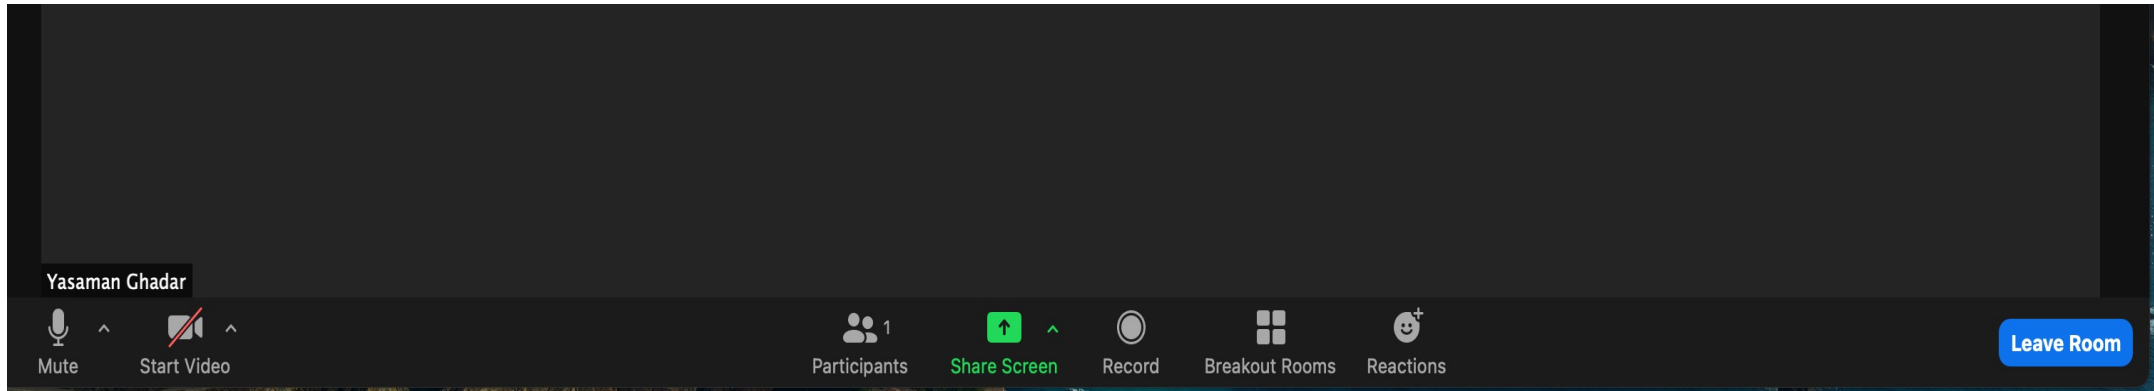 Yasaman Ghadar
1
Mute
Start Video
Participants
Share Screen
Record
Breakout Rooms
Reactions
Leave Room